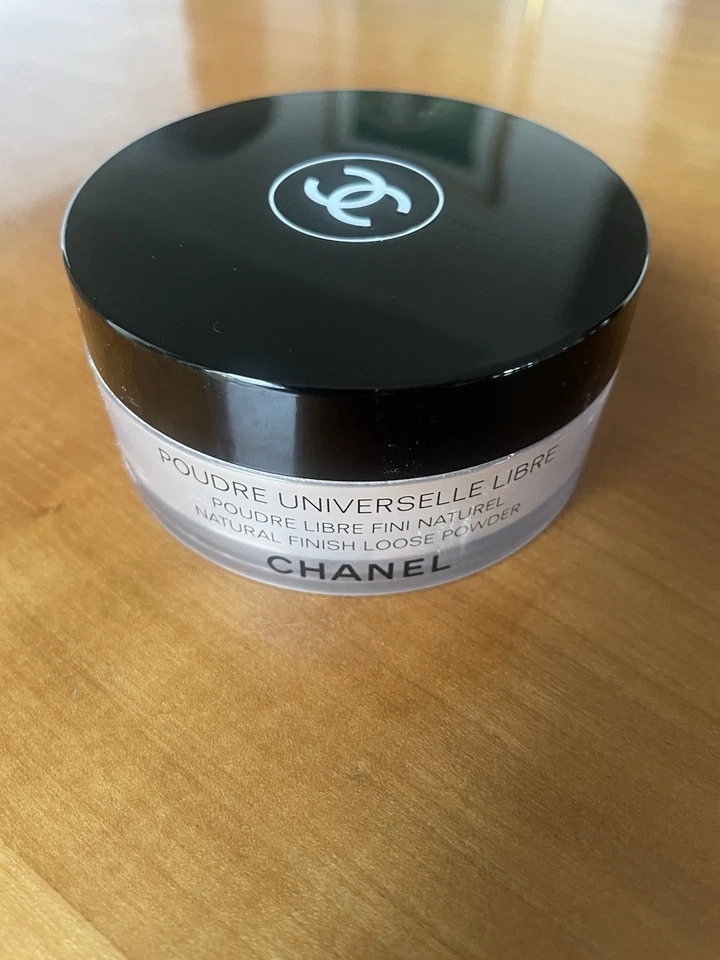 POUDRE UNIVERSELLE LIBRE
POUDRE LIBRE FINI NATUREL
NATURAL FINISH LOOSE POWDER
CHANEL